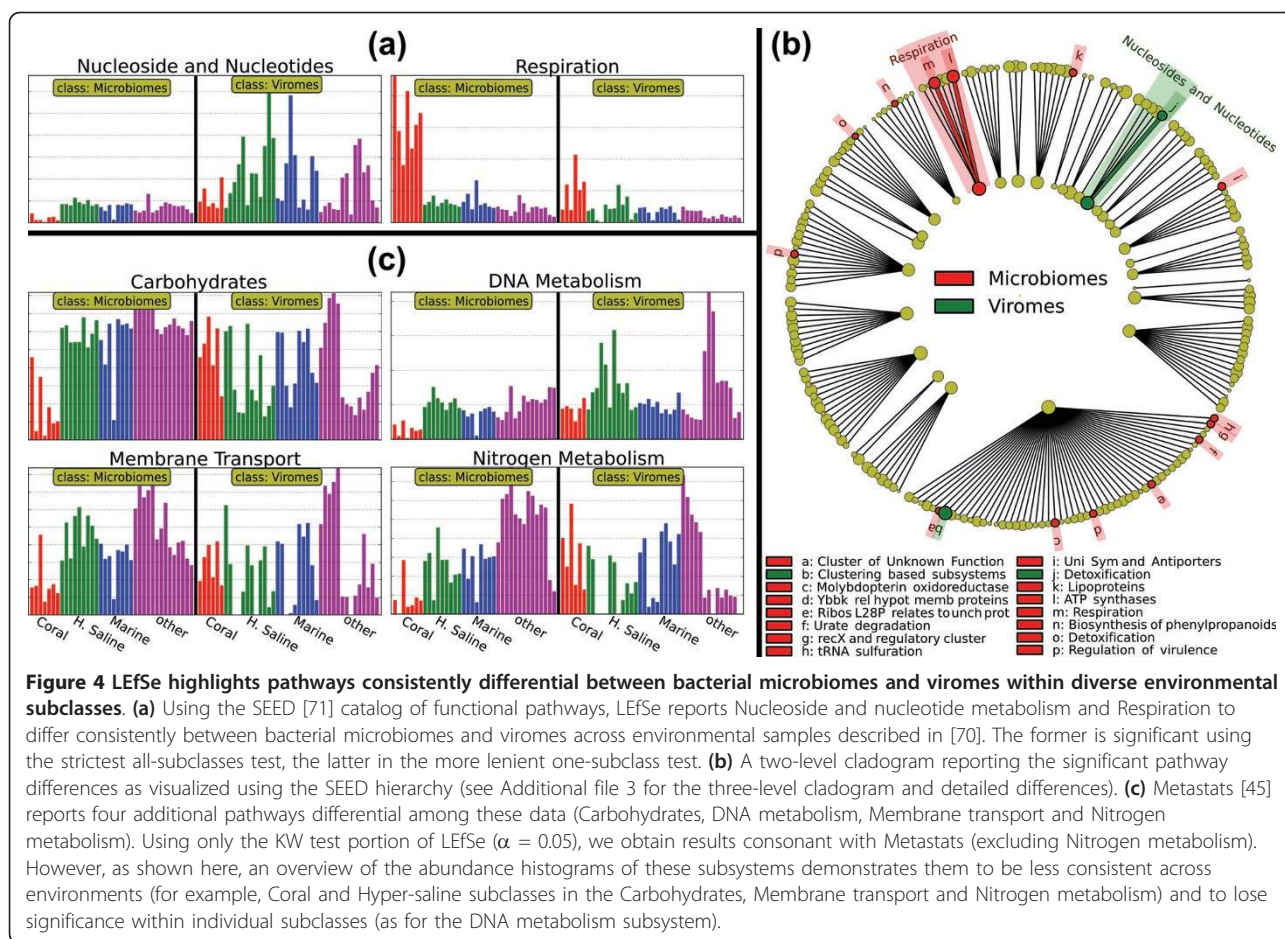 (a)
Nucleoside and Nucleotides
class: Microbiomes
class: Viromes
Respiration
class: Microbiomes
class: Viromes
(c)
Carbohydrates
class: Microbiomes
class: Viromes
DNA Metabolism
class: Microbiomes
class: Viromes
Membrane Transport
class: Microbiomes
class: Viromes
Nitrogen Metabolism
class: Microbiomes
class: Viromes
Coral
H. Saline
Marine
other
Coral
H. Saline
Marine
other
Coral
H. Saline
Marine
other
Coral
H. Saline
Marine
other
(b)
Respiration
m
l
k
Nucleosides and Nucleotides
j
n
o
i
p
Microbiomes
Viromes
h
g
f
e
d
c
b
a
a: Cluster of Unknown Function
b: Clustering based subsystems
c: Molybdopterin oxidoreductase
d: Ybbk rel hypot memb proteins
e: Ribos L28P relates tounch prot
f: Urate degradation
g: recX and regulatory cluster
h: tRNA sulfuration
i: Uni Sym and Antiporters
j: Detoxification
k: Lipoproteins
l: ATP synthases
m: Respiration
n: Biosynthesis of phenylpropanoids
o: Detoxification
p: Regulation of virulence
Figure 4 LEfSe highlights pathways consistently differential between bacterial microbiomes and viromes within diverse environmental
subclasses. (a) Using the SEED [71] catalog of functional pathways, LEfSe reports Nucleoside and nucleotide metabolism and Respiration to
differ consistently between bacterial microbiomes and viromes across environmental samples described in [70]. The former is significant using
the strictest all-subclasses test, the latter in the more lenient one-subclass test. (b) A two-level cladogram reporting the significant pathway
differences as visualized using the SEED hierarchy (see Additional file 3 for the three-level cladogram and detailed differences). (c) Metastats [45]
reports four additional pathways differential among these data (Carbohydrates, DNA metabolism, Membrane transport and Nitrogen
metabolism). Using only the KW test portion of LEfSe (α = 0.05), we obtain results consonant with Metastats (excluding Nitrogen metabolism).
However, as shown here, an overview of the abundance histograms of these subsystems demonstrates them to be less consistent across
environments (for example, Coral and Hyper-saline subclasses in the Carbohydrates, Membrane transport and Nitrogen metabolism) and to lose
significance within individual subclasses (as for the DNA metabolism subsystem).